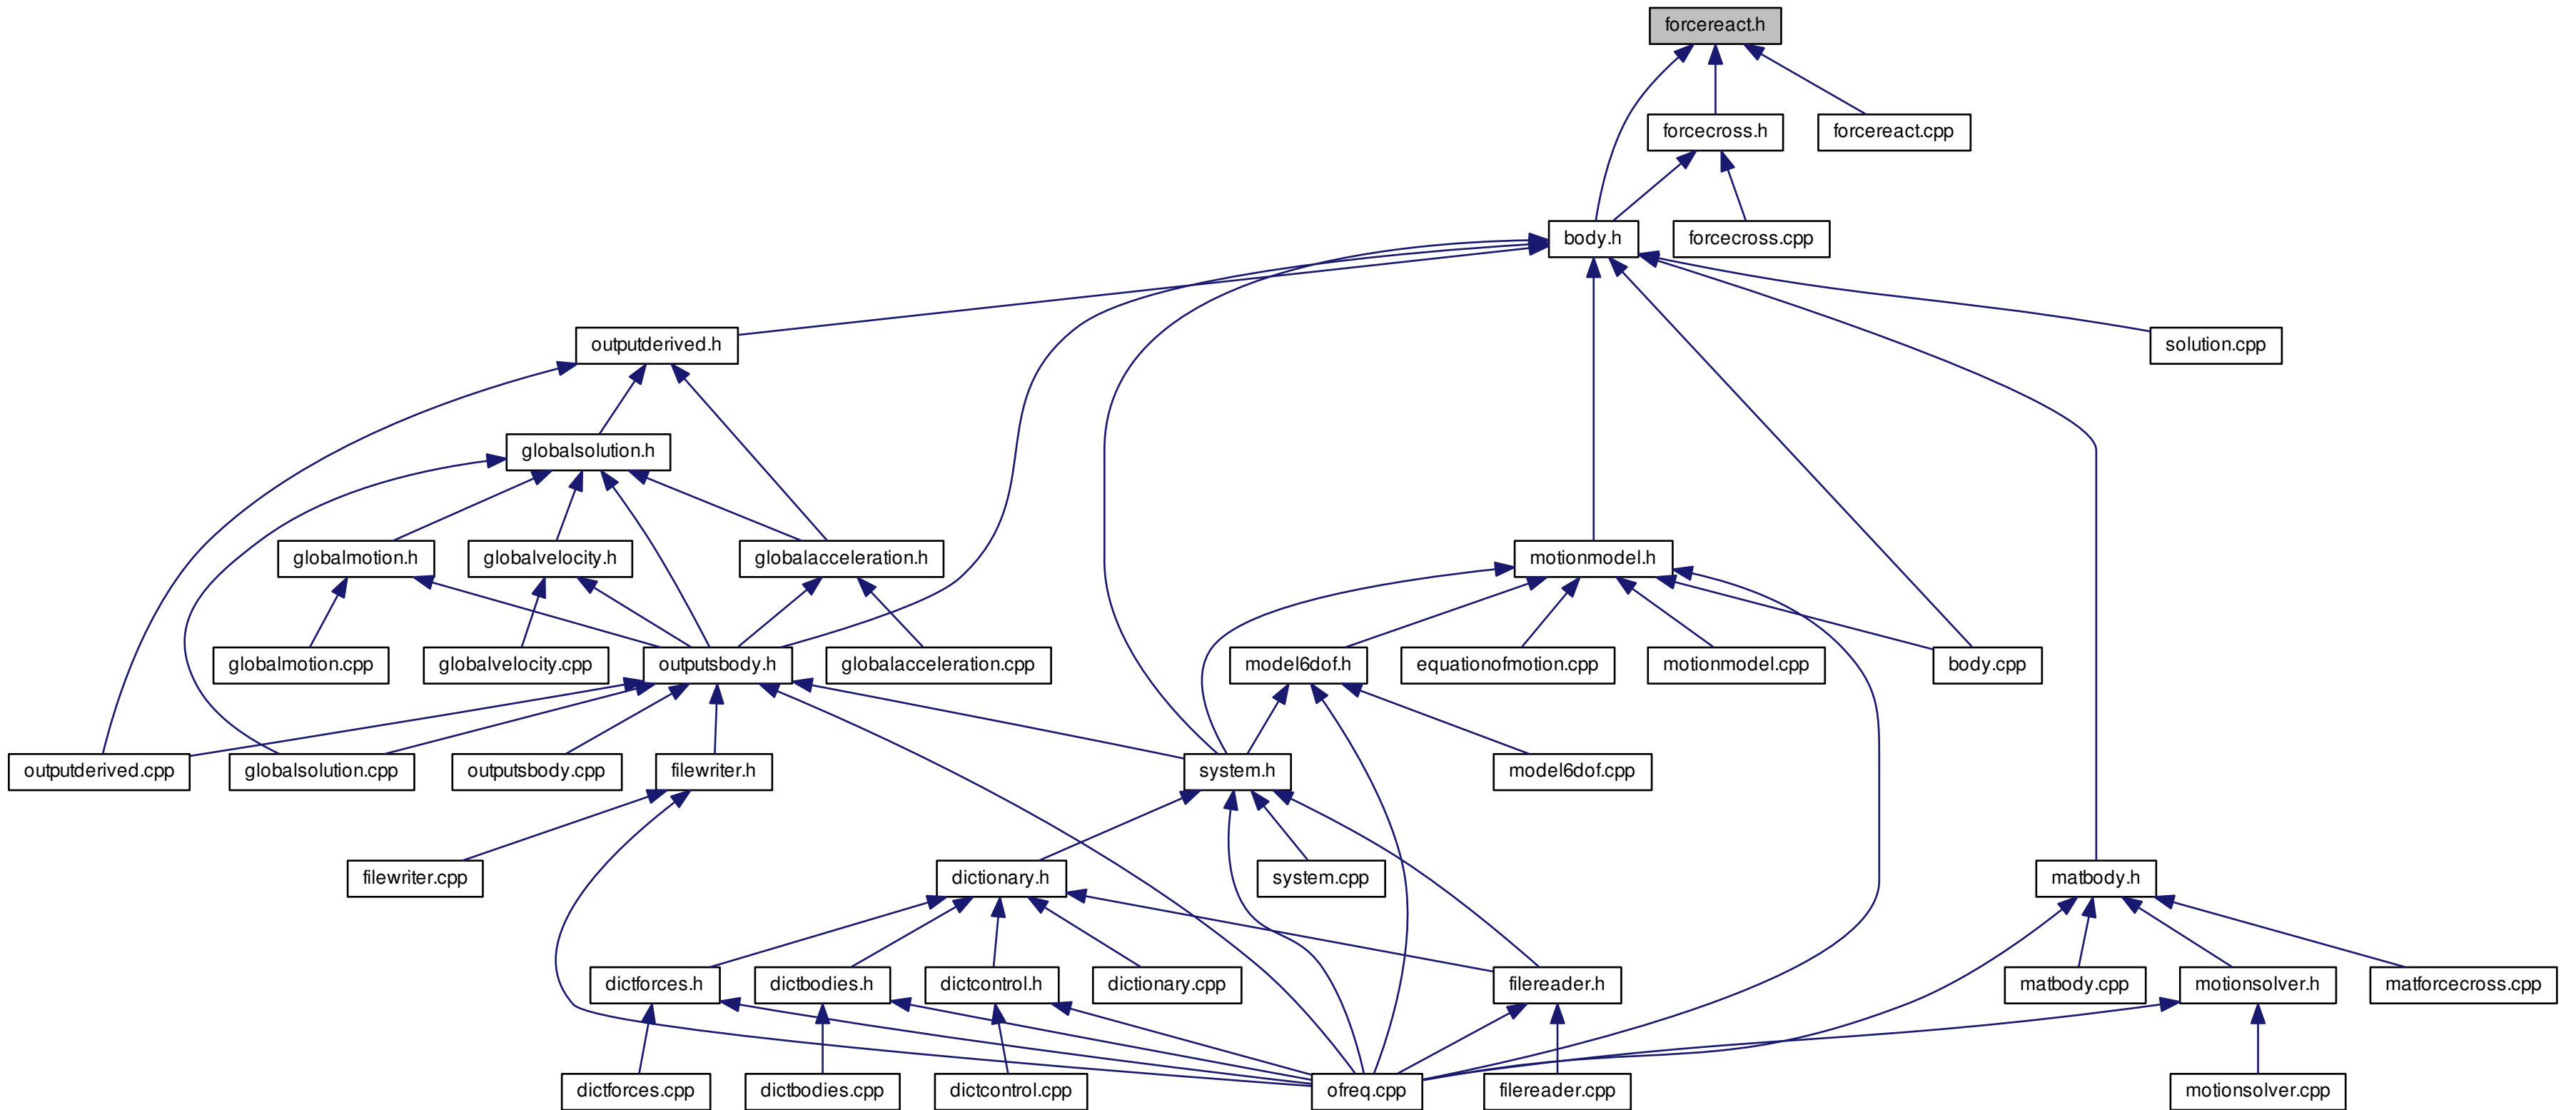 forcereact.h
forcecross.h
forcereact.cpp
body.h
forcecross.cpp
outputderived.h
solution.cpp
globalsolution.h
globalmotion.h
globalvelocity.h
globalacceleration.h
motionmodel.h
globalmotion.cpp
globalvelocity.cpp
outputsbody.h
globalacceleration.cpp
model6dof.h
equationofmotion.cpp
motionmodel.cpp
body.cpp
outputderived.cpp
globalsolution.cpp
outputsbody.cpp
filewriter.h
system.h
model6dof.cpp
filewriter.cpp
dictionary.h
system.cpp
matbody.h
dictforces.h
dictbodies.h
dictcontrol.h
dictionary.cpp
filereader.h
matbody.cpp
motionsolver.h
matforcecross.cpp
dictforces.cpp
dictbodies.cpp
dictcontrol.cpp
ofreq.cpp
filereader.cpp
motionsolver.cpp